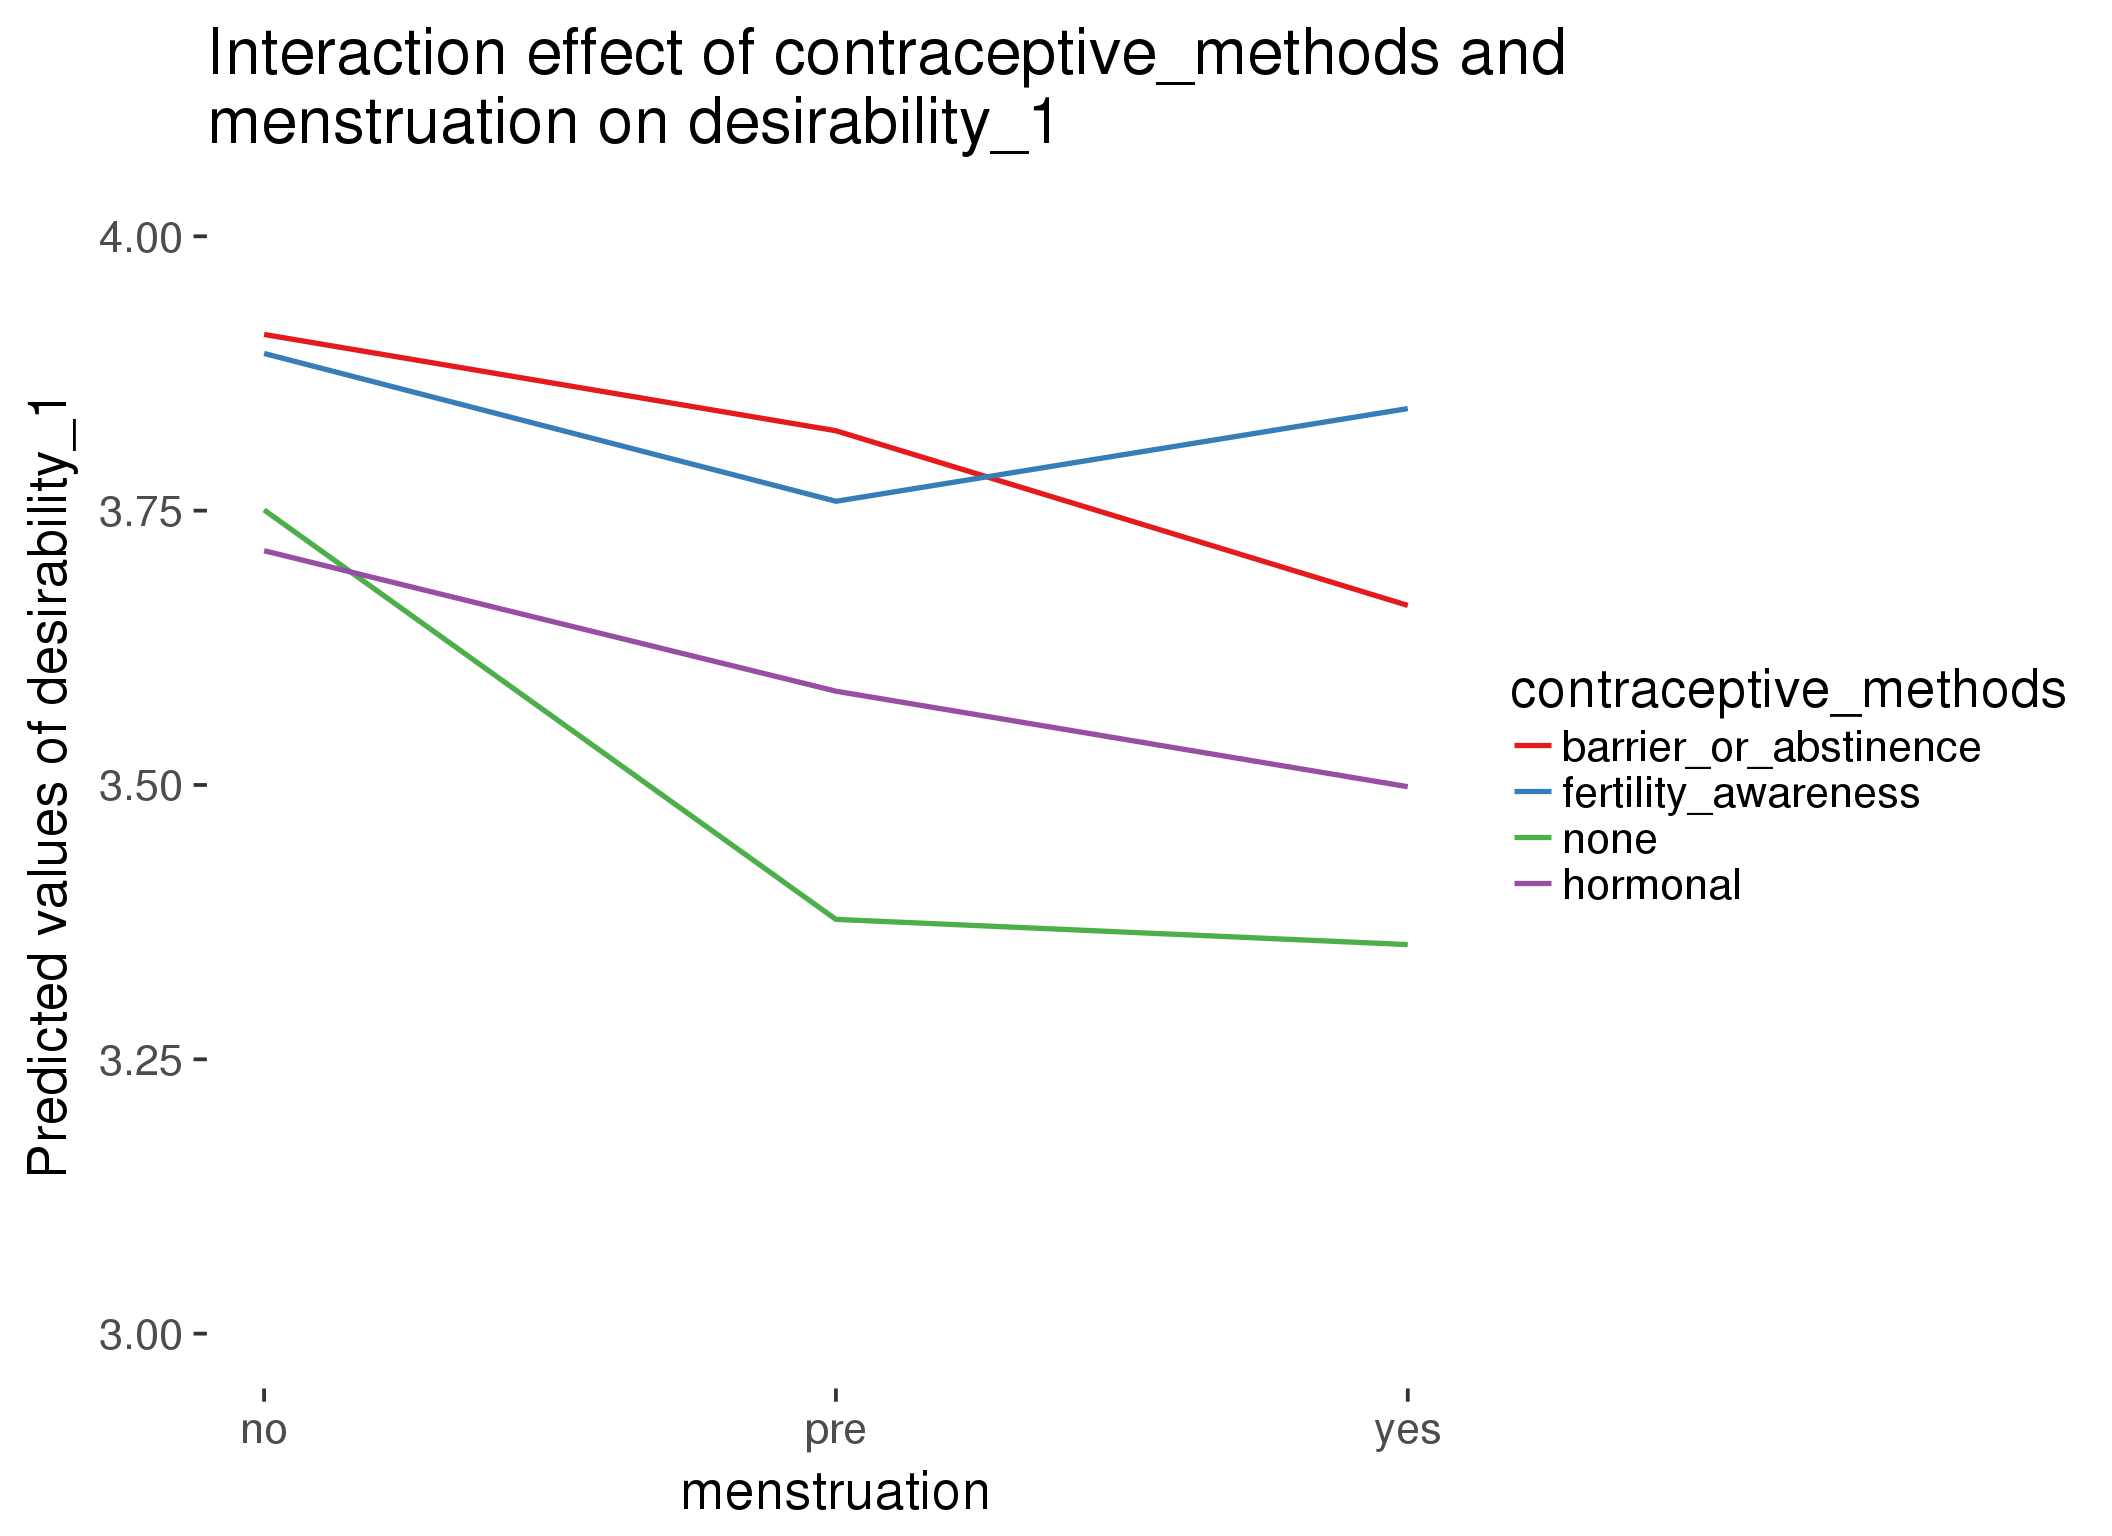 Interaction effect of contraceptive_methods and
menstruation on desirability_1
Predicted values of desirability_1
4.00
3.75
3.50
3.25
3.00
no
pre
yes
menstruation
contraceptive_methods
barrier_or_abstinence
fertility_awareness
none
hormonal